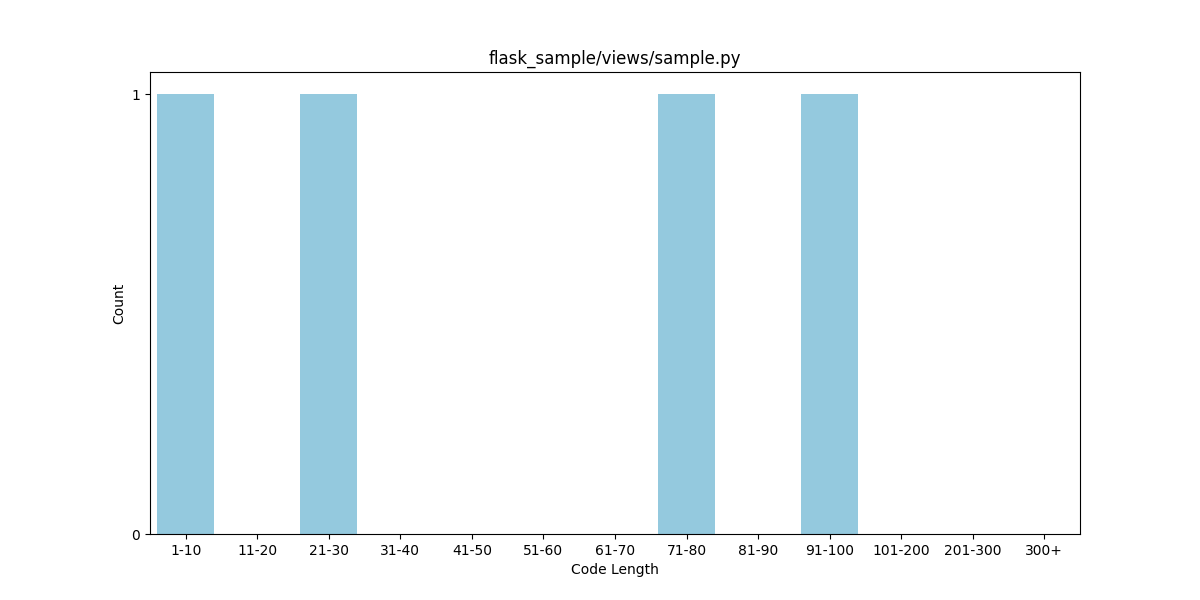 flask_sample/views/sample.py
1
Count
0
1-10 11-20 21-30 31-40 41-50 51-60 61-70 71-80 81-90 91-100 101-200 201-300 300+
Code Length